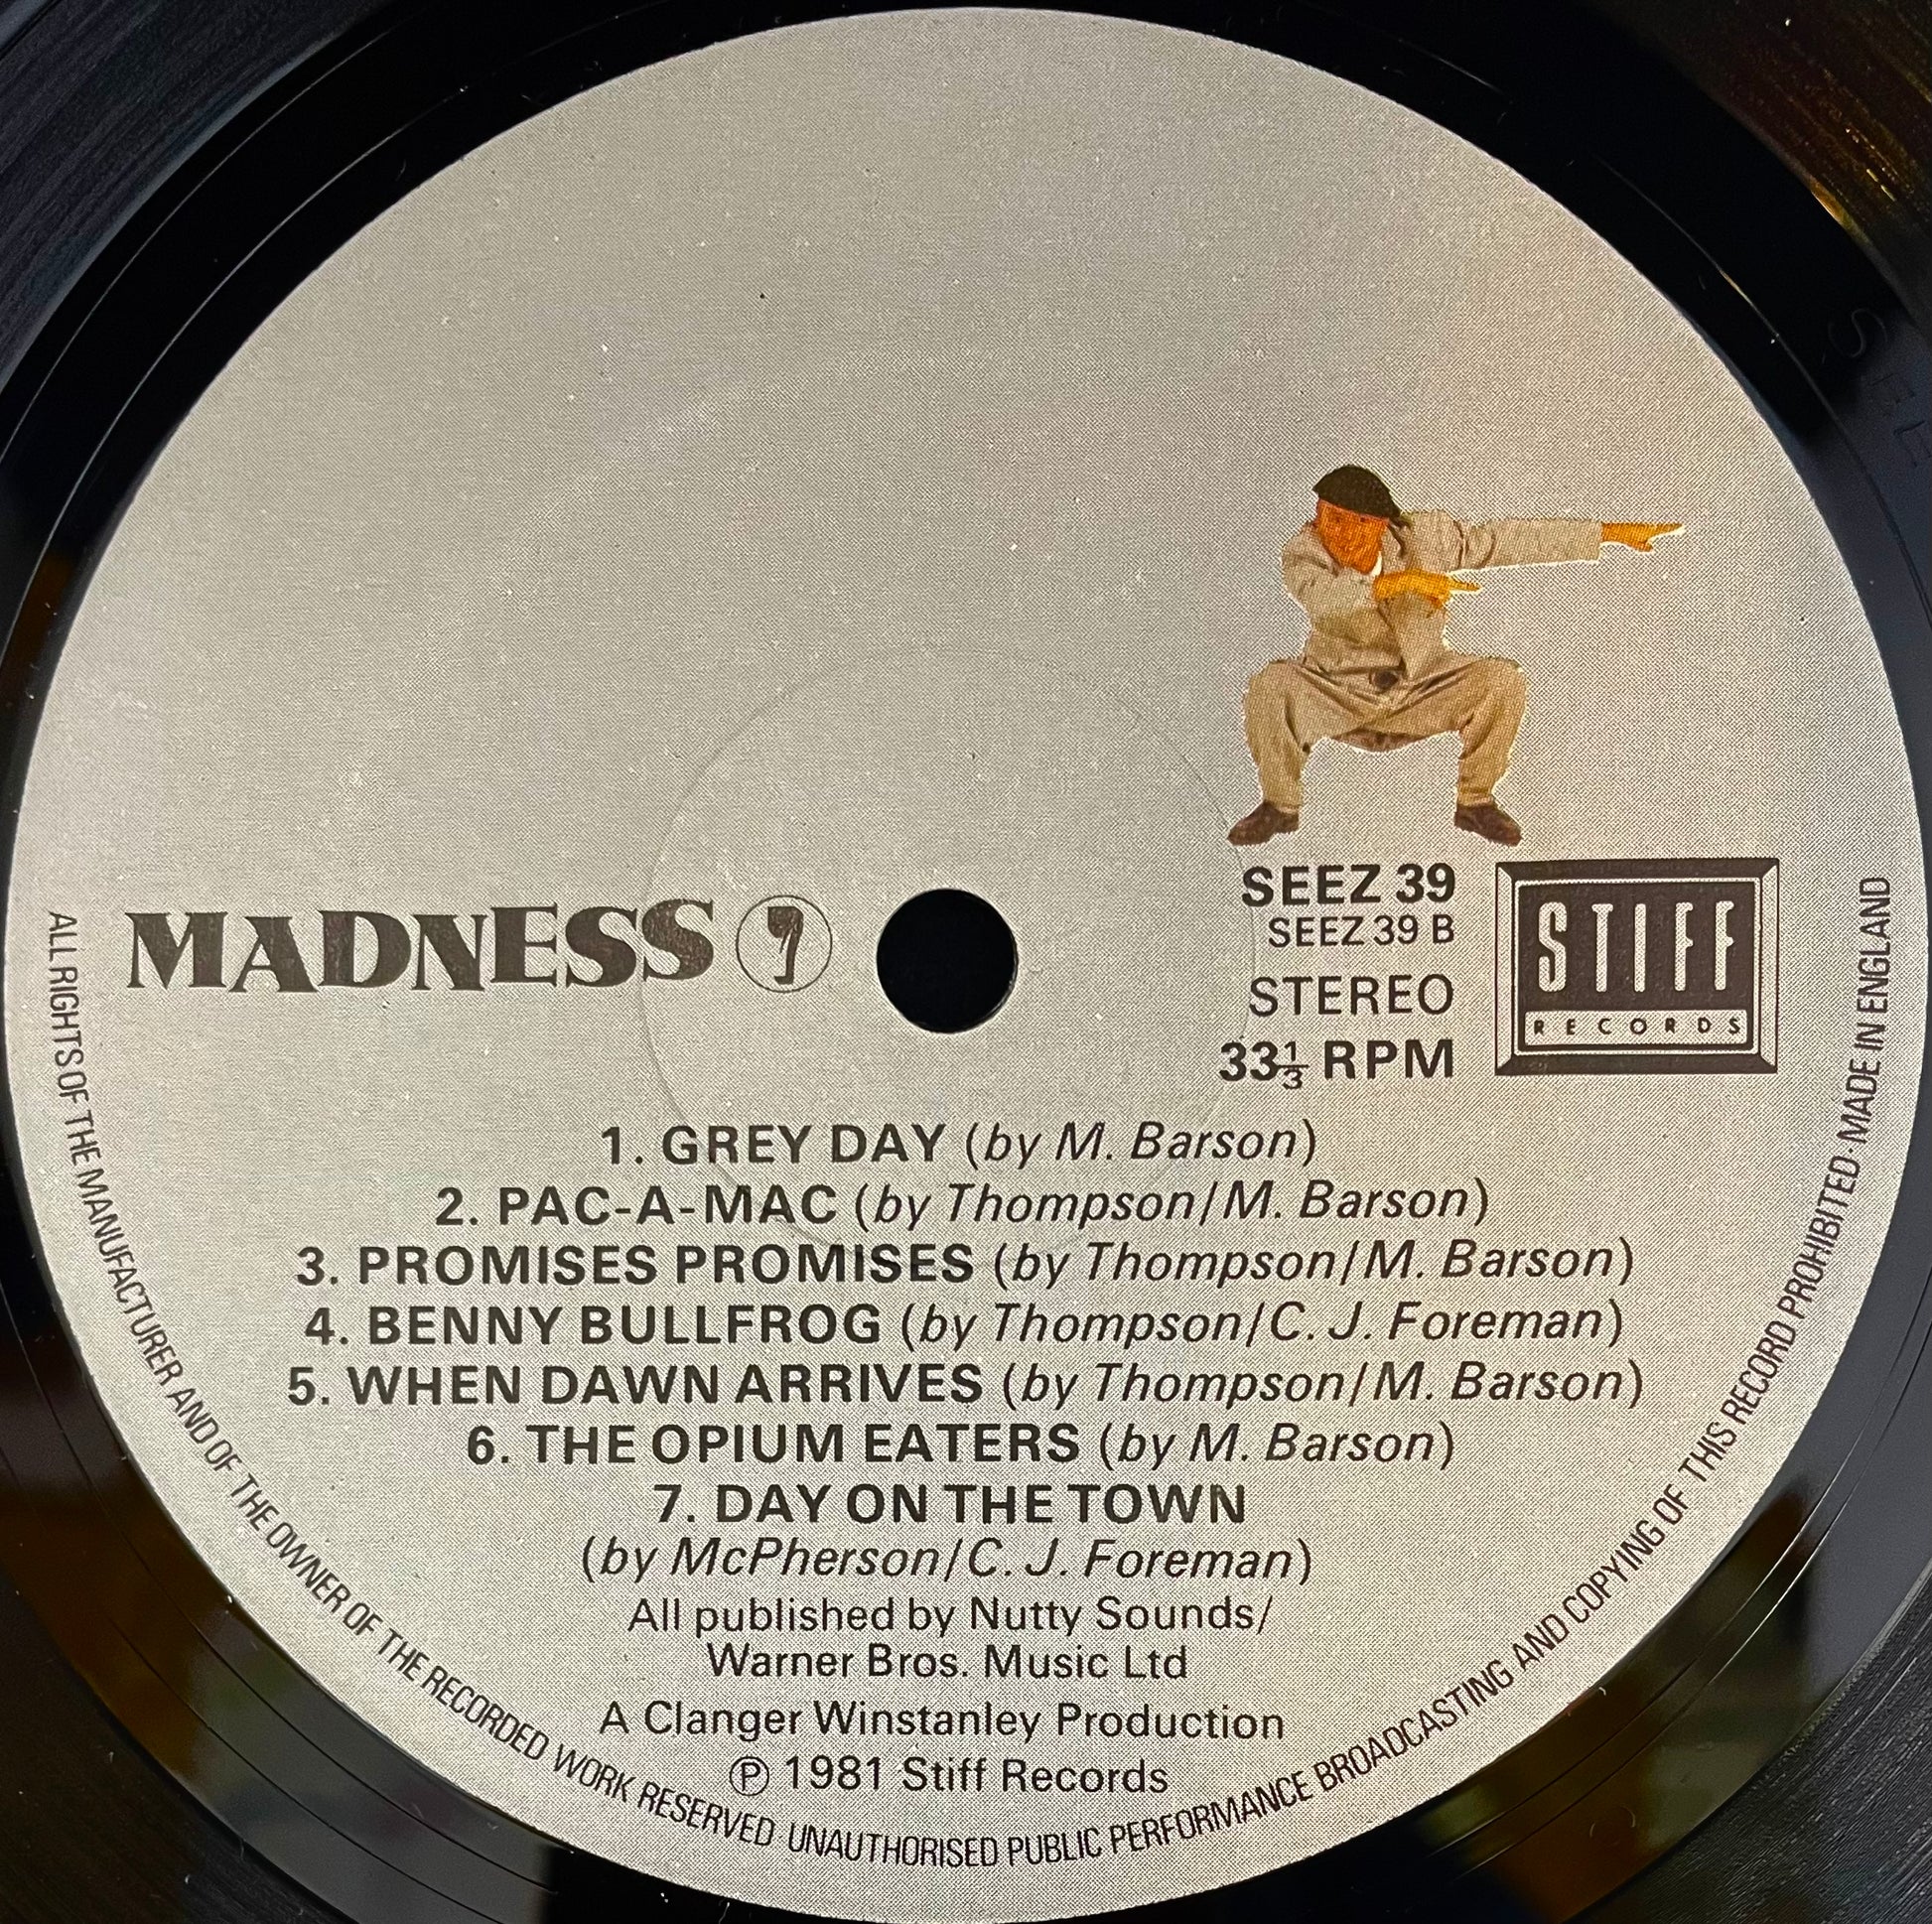 MADNESS 7
SEEZ 39
SEEZ 39 B
STEREO
33⅓ RPM
STIFF
RECORDS
1. GREY DAY (by M. Barson)
2. PAC-A-MAC (by Thompson/M. Barson)
3. PROMISES PROMISES (by Thompson/M. Barson)
4. BENNY BULLFROG (by Thompson/C. J. Foreman)
5. WHEN DAWN ARRIVES (by Thompson/M. Barson)
6. THE OPIUM EATERS (by M. Barson)
7. DAY ON THE TOWN
(by McPherson/C. J. Foreman)
All published by Nutty Sounds/
Warner Bros. Music Ltd
A Clanger Winstanley Production
℗ 1981 Stiff Records
ALL RIGHTS OF THE MANUFACTURER AND OF THE OWNER OF THE RECORDED WORK RESERVED UNAUTHORISED PUBLIC PERFORMANCE BROADCASTING AND COPYING OF THIS RECORD PROHIBITED·MADE IN ENGLAND